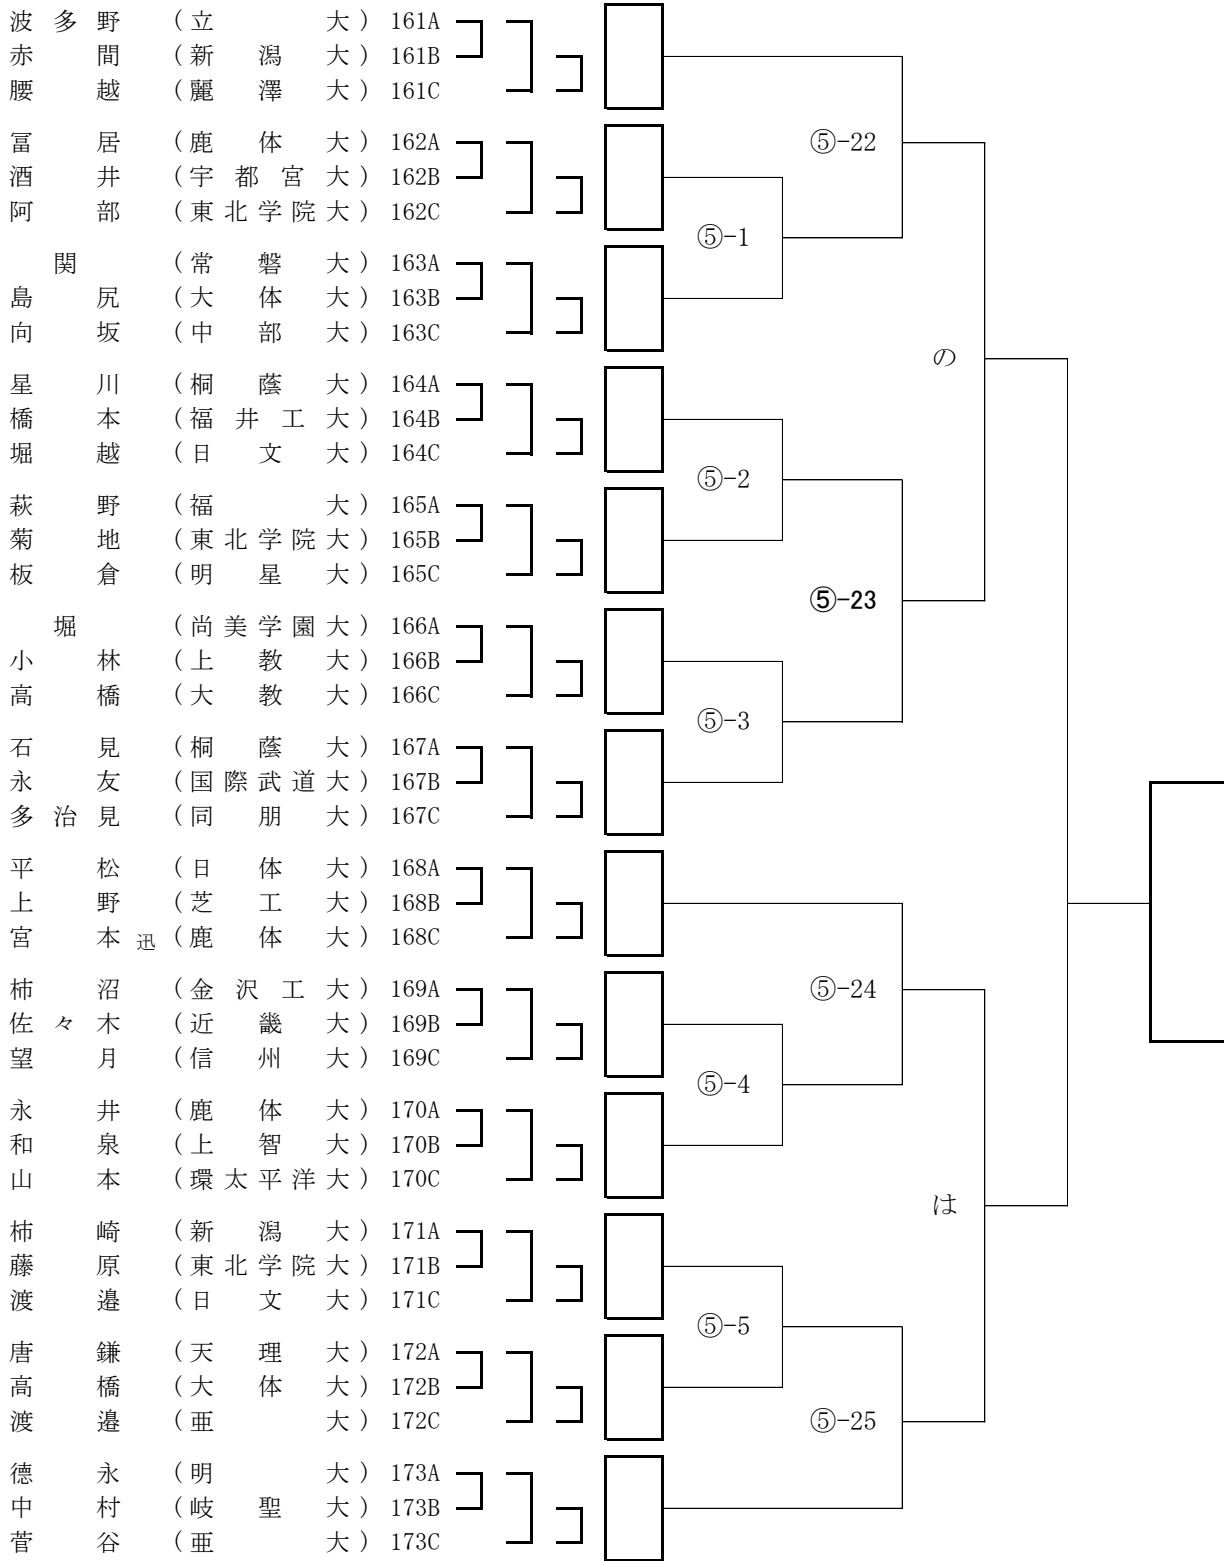 波多野 （立大） 161A
赤間 （新潟大） 161B
腰越 （麗澤大） 161C
冨居 （鹿体大） 162A
⑤-22
酒井 （宇都宮大） 162B
阿部 （東北学院大） 162C
⑤-1
関 （常磐大） 163A
島尻 （大体大） 163B
向坂 （中部大） 163C
の
星川 （桐蔭大） 164A
橋本 （福井工大） 164B
堀越 （日文大） 164C
⑤-2
萩野 （福大） 165A
菊地 （東北学院大） 165B
板倉 （明星大） 165C
⑤-23
堀 （尚美学園大） 166A
小林 （上教大） 166B
高橋 （大教大） 166C
⑤-3
石見 （桐蔭大） 167A
永友 （国際武道大） 167B
多治見 （同朋大） 167C
平松 （日体大） 168A
上野 （芝工大） 168B
宮本迅 （鹿体大） 168C
柿沼 （金沢工大） 169A
⑤-24
佐々木 （近畿大） 169B
望月 （信州大） 169C
⑤-4
永井 （鹿体大） 170A
和泉 （上智大） 170B
山本 （環太平洋大） 170C
は
柿崎 （新潟大） 171A
藤原 （東北学院大） 171B
渡邉 （日文大） 171C
⑤-5
唐鎌 （天理大） 172A
高橋 （大体大） 172B
渡邉 （亜大） 172C
⑤-25
德永 （明大） 173A
中村 （岐聖大） 173B
菅谷 （亜大） 173C